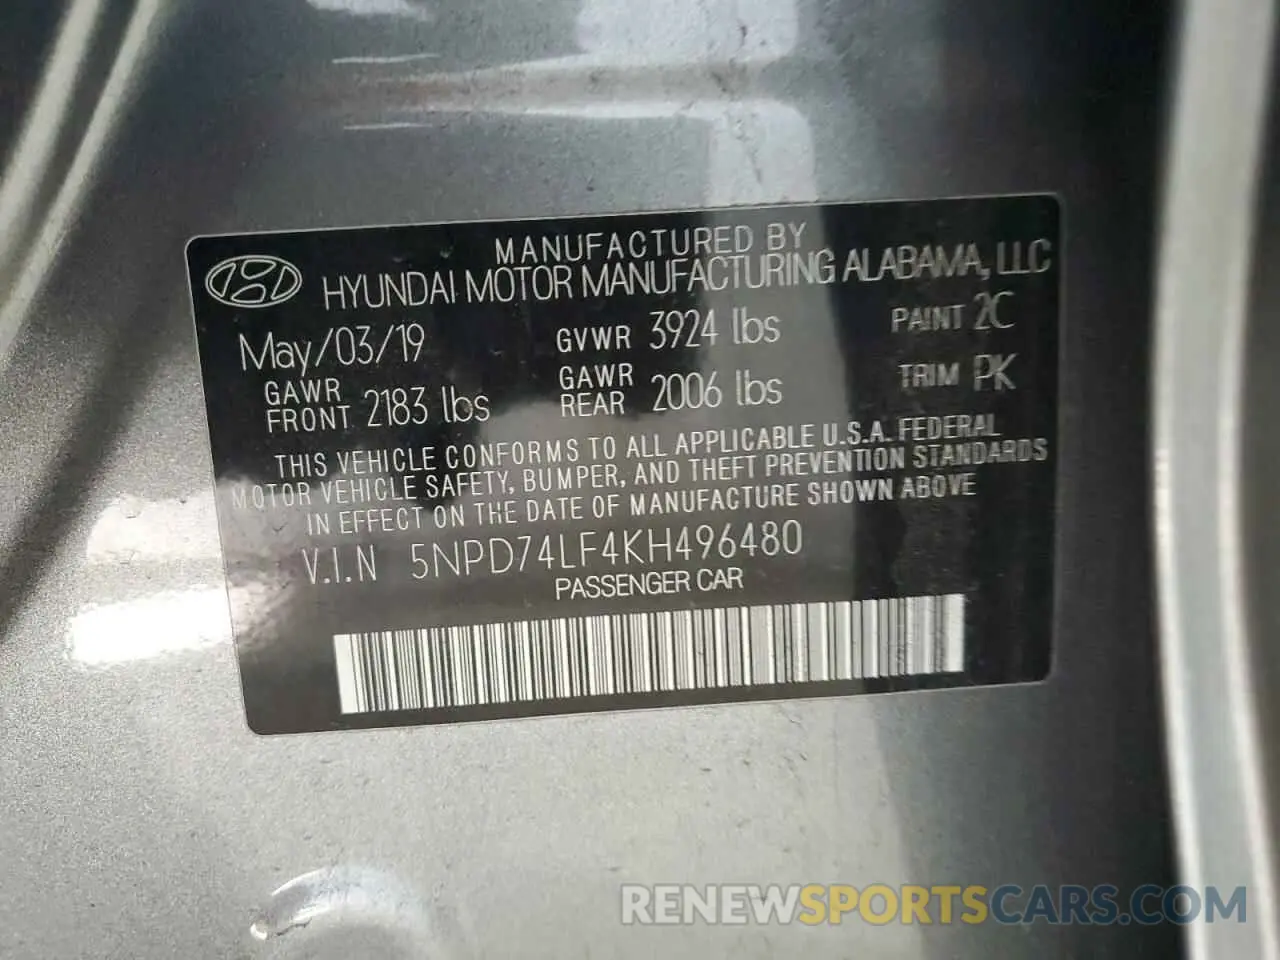 MANUFACTURED BY
HYUNDAI MOTOR MANUFACTURING ALABAMA, LLC
May/03/19 GVWR 3924 lbs PAINT 2C
GAWR FRONT 2183 lbs GAWR REAR 2006 lbs TRIM PK
THIS VEHICLE CONFORMS TO ALL APPLICABLE U.S.A. FEDERAL
MOTOR VEHICLE SAFETY, BUMPER, AND THEFT PREVENTION STANDARDS
IN EFFECT ON THE DATE OF MANUFACTURE SHOWN ABOVE
V.I.N 5NPD74LF4KH496480
PASSENGER CAR
RENEWSPORTSCARS.COM